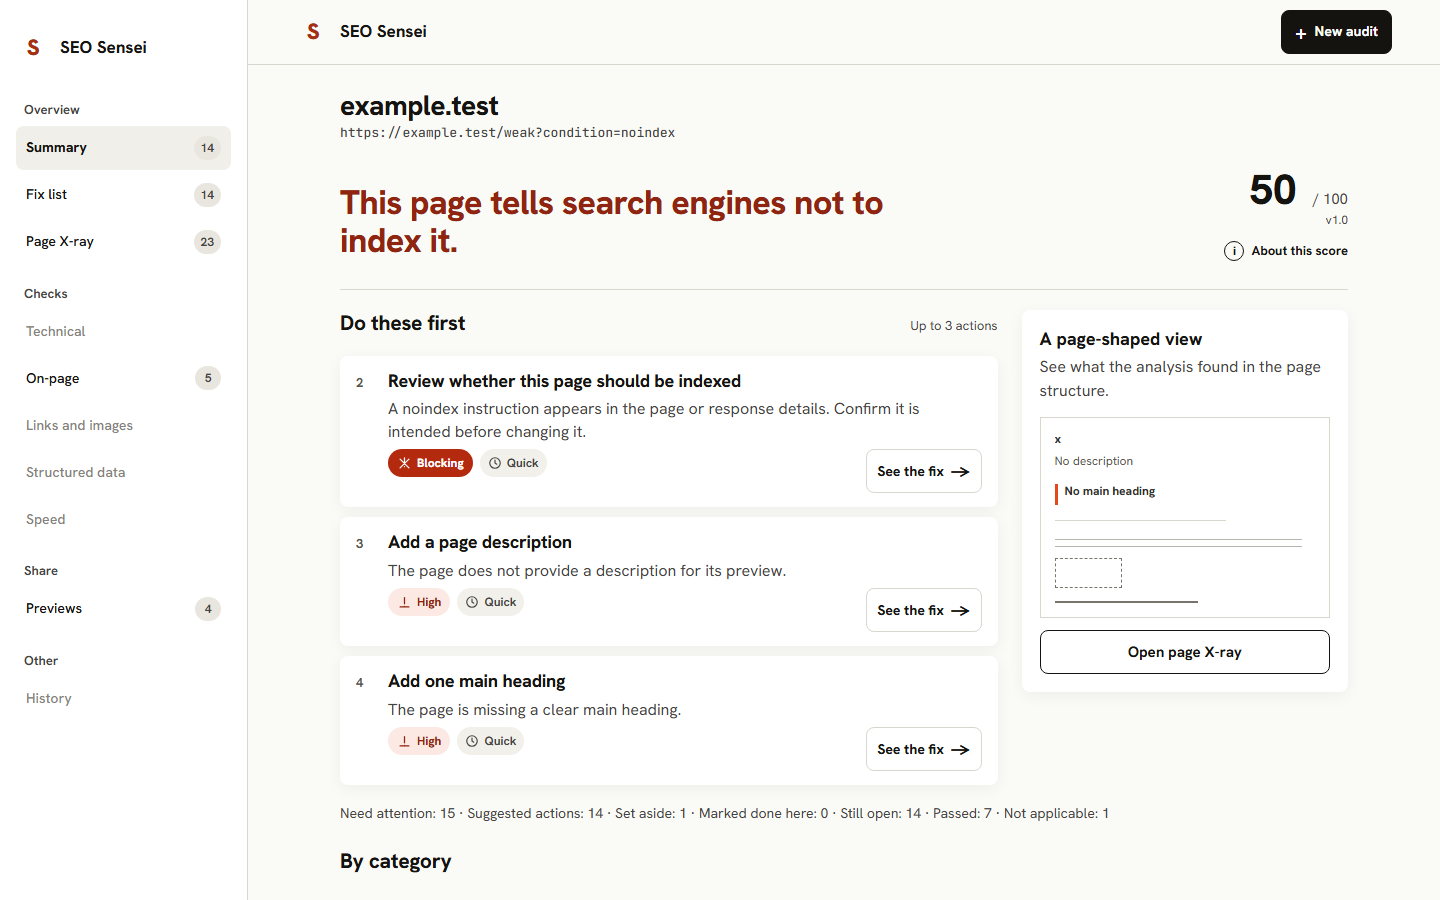 S SEO Sensei
Overview
Summary 14
Fix list 14
Page X-ray 23
Checks
Technical
On-page 5
Links and images
Structured data
Speed
Share
Previews 4
Other
History
S SEO Sensei
+ New audit
example.test
https://example.test/weak?condition=noindex
This page tells search engines not to
index it.
50 / 100
v1.0
i About this score
Do these first
Up to 3 actions
2 Review whether this page should be indexed
A noindex instruction appears in the page or response details. Confirm it is
intended before changing it.
Blocking Quick
See the fix →
3 Add a page description
The page does not provide a description for its preview.
High Quick
See the fix →
4 Add one main heading
The page is missing a clear main heading.
High Quick
See the fix →
A page-shaped view
See what the analysis found in the page
structure.
x
No description
No main heading
Open page X-ray
Need attention: 15 · Suggested actions: 14 · Set aside: 1 · Marked done here: 0 · Still open: 14 · Passed: 7 · Not applicable: 1
By category